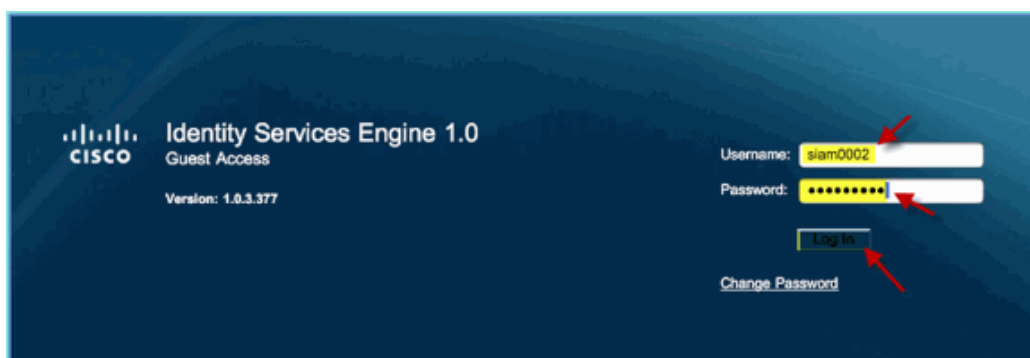 CISCO
Identity Services Engine 1.0
Guest Access
Version: 1.0.3.377
Username: siam0002
Password: •••••••••
Log In
Change Password